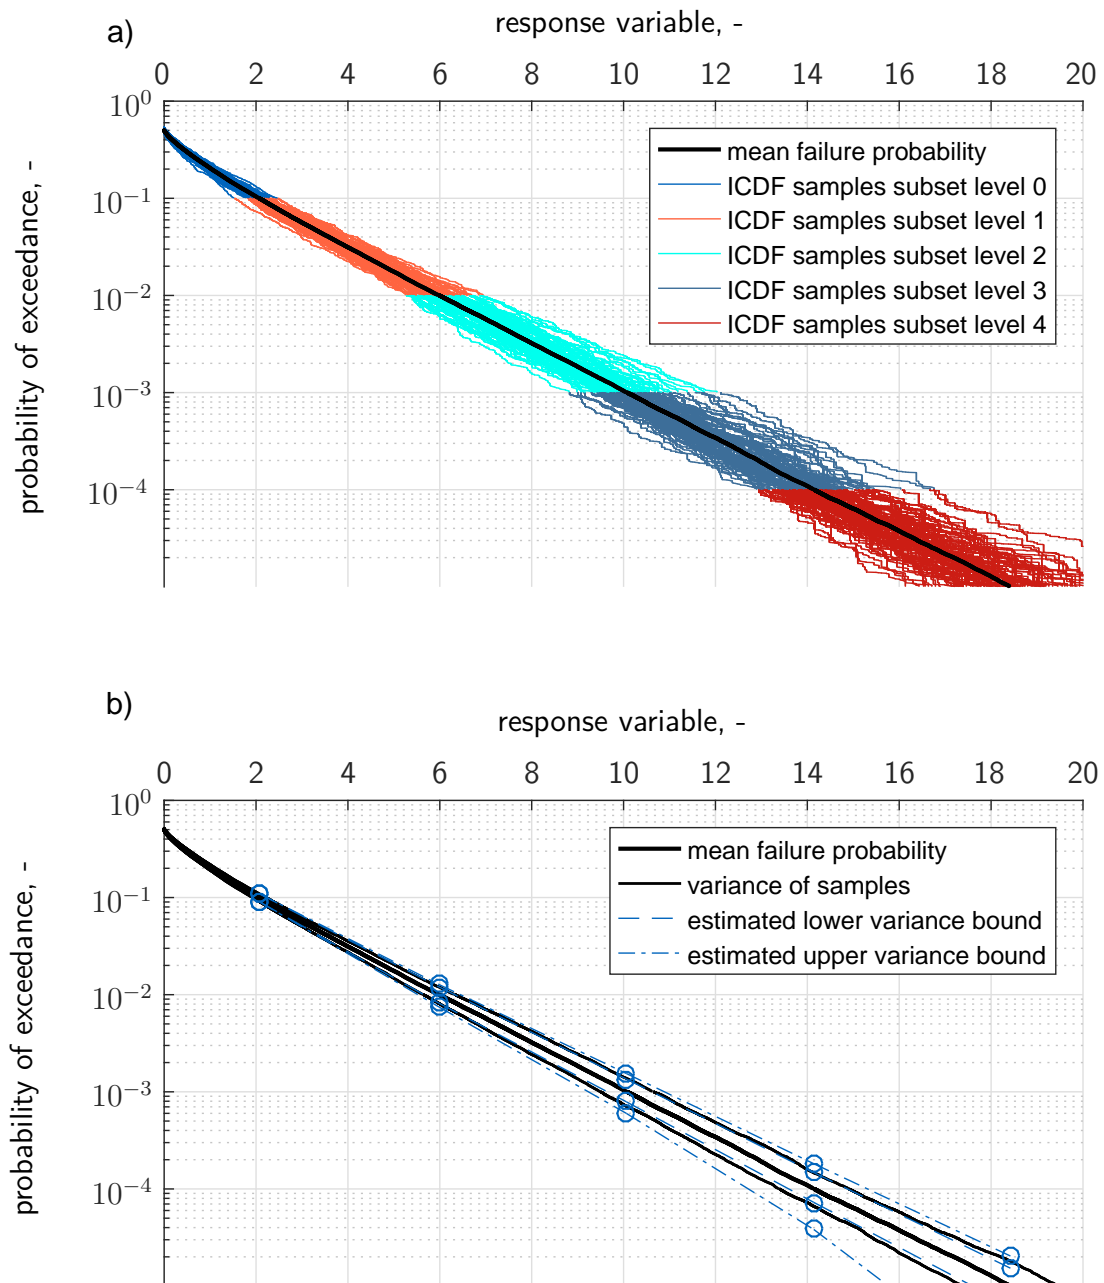 a)
response variable, -
0 2 4 6 8 10 12 14 16 18 20
probability of exceedance, -
10^0
10^-1
10^-2
10^-3
10^-4
mean failure probability
ICDF samples subset level 0
ICDF samples subset level 1
ICDF samples subset level 2
ICDF samples subset level 3
ICDF samples subset level 4
b)
response variable, -
0 2 4 6 8 10 12 14 16 18 20
probability of exceedance, -
10^0
10^-1
10^-2
10^-3
10^-4
mean failure probability
variance of samples
estimated lower variance bound
estimated upper variance bound